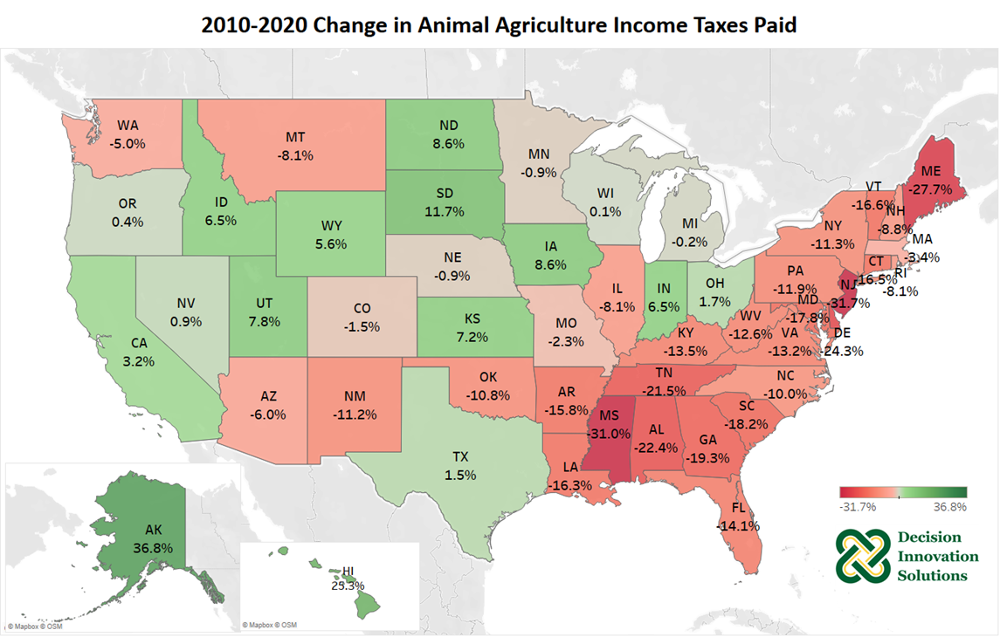 2010-2020 Change in Animal Agriculture Income Taxes Paid
WA
-5.0%
MT
-8.1%
ND
8.6%
MN
-0.9%
OR
0.4%
ID
6.5%
WY
5.6%
SD
11.7%
WI
0.1%
MI
-0.2%
VT
-16.6%
NH
-8.8%
ME
-27.7%
NY
-11.3%
MA
-3.4%
CT
-16.5%
RI
-8.1%
NV
0.9%
UT
7.8%
CO
-1.5%
NE
-0.9%
IA
8.6%
IL
-8.1%
IN
6.5%
OH
1.7%
PA
-11.9%
NJ
-31.7%
MD
-17.8%
DE
-24.3%
WV
-12.6%
VA
-13.2%
CA
3.2%
KS
7.2%
MO
-2.3%
KY
-13.5%
AZ
-6.0%
NM
-11.2%
OK
-10.8%
AR
-15.8%
TN
-21.5%
NC
-10.0%
SC
-18.2%
MS
-31.0%
AL
-22.4%
GA
-19.3%
TX
1.5%
LA
-16.3%
FL
-14.1%
AK
36.8%
HI
25.3%
-31.7% 36.8%
Decision
Innovation
Solutions
© Mapbox © OSM
© Mapbox © OSM